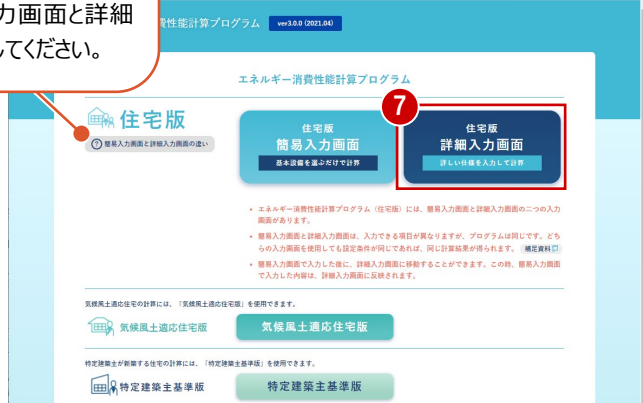 力画面と詳細
してください。
費性能計算プログラム ver3.0.0 (2021.04)
エネルギー消費性能計算プログラム
7
住宅版
? 簡易入力画面と詳細入力画面の違い
住宅版
簡易入力画面
基本設備を選ぶだけで計算
住宅版
詳細入力画面
詳しい仕様を入力して計算
• エネルギー消費性能計算プログラム（住宅版）には、簡易入力画面と詳細入力画面の二つの入力
画面があります。
• 簡易入力画面と詳細入力画面は、入力できる項目が異なりますが、プログラムは同じです。どち
らの入力画面を使用しても設定条件が同じであれば、同じ計算結果が得られます。 補足資料
• 簡易入力画面で入力した後に、詳細入力画面に移動することができます。この時、簡易入力画面
で入力した内容は、詳細入力画面に反映されます。
気候風土適応住宅の計算には、「気候風土適応住宅版」を使用できます。
気候風土適応住宅版
気候風土適応住宅版
特定建築主が新築する住宅の計算には、「特定建築主基準版」を使用できます。
特定建築主基準版
特定建築主基準版